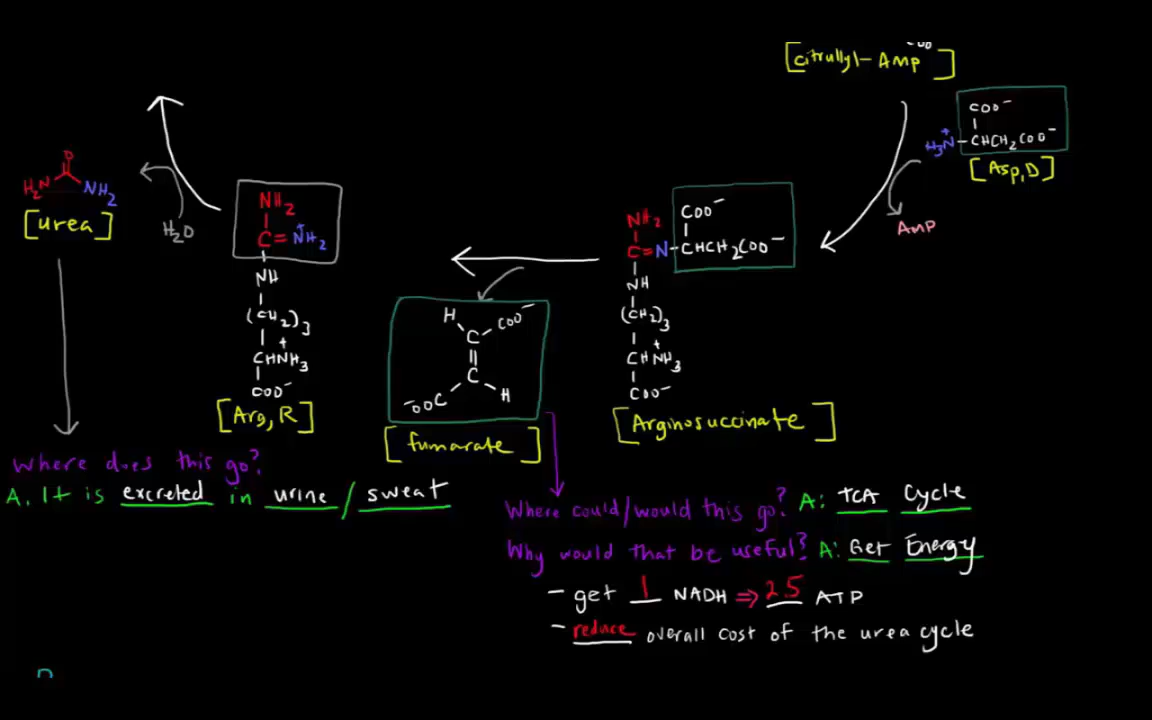 [citrullyl-AMP]
COO⁻
CHCH₂COO⁻
H₃N⁺
[Asp, D]
AMP
O
H₂N
NH₂
[urea]
H₂O
NH₂
C=NH₂⁺
NH
(CH₂)₃
CHNH₃⁺
COO⁻
[Arg, R]
H
COO⁻
C
C
⁻OOC
H
[fumarate]
NH₂
COO⁻
C=N-CHCH₂COO⁻
NH
(CH₂)₃
CHNH₃⁺
COO⁻
[Arginosuccinate]
Where does this go?
A. It is excreted in urine / sweat
Where could/would this go? A: TCA Cycle
Why would that be useful? A: Get Energy
- get 1 NADH ⇒ 2.5 ATP
- reduce overall cost of the urea cycle